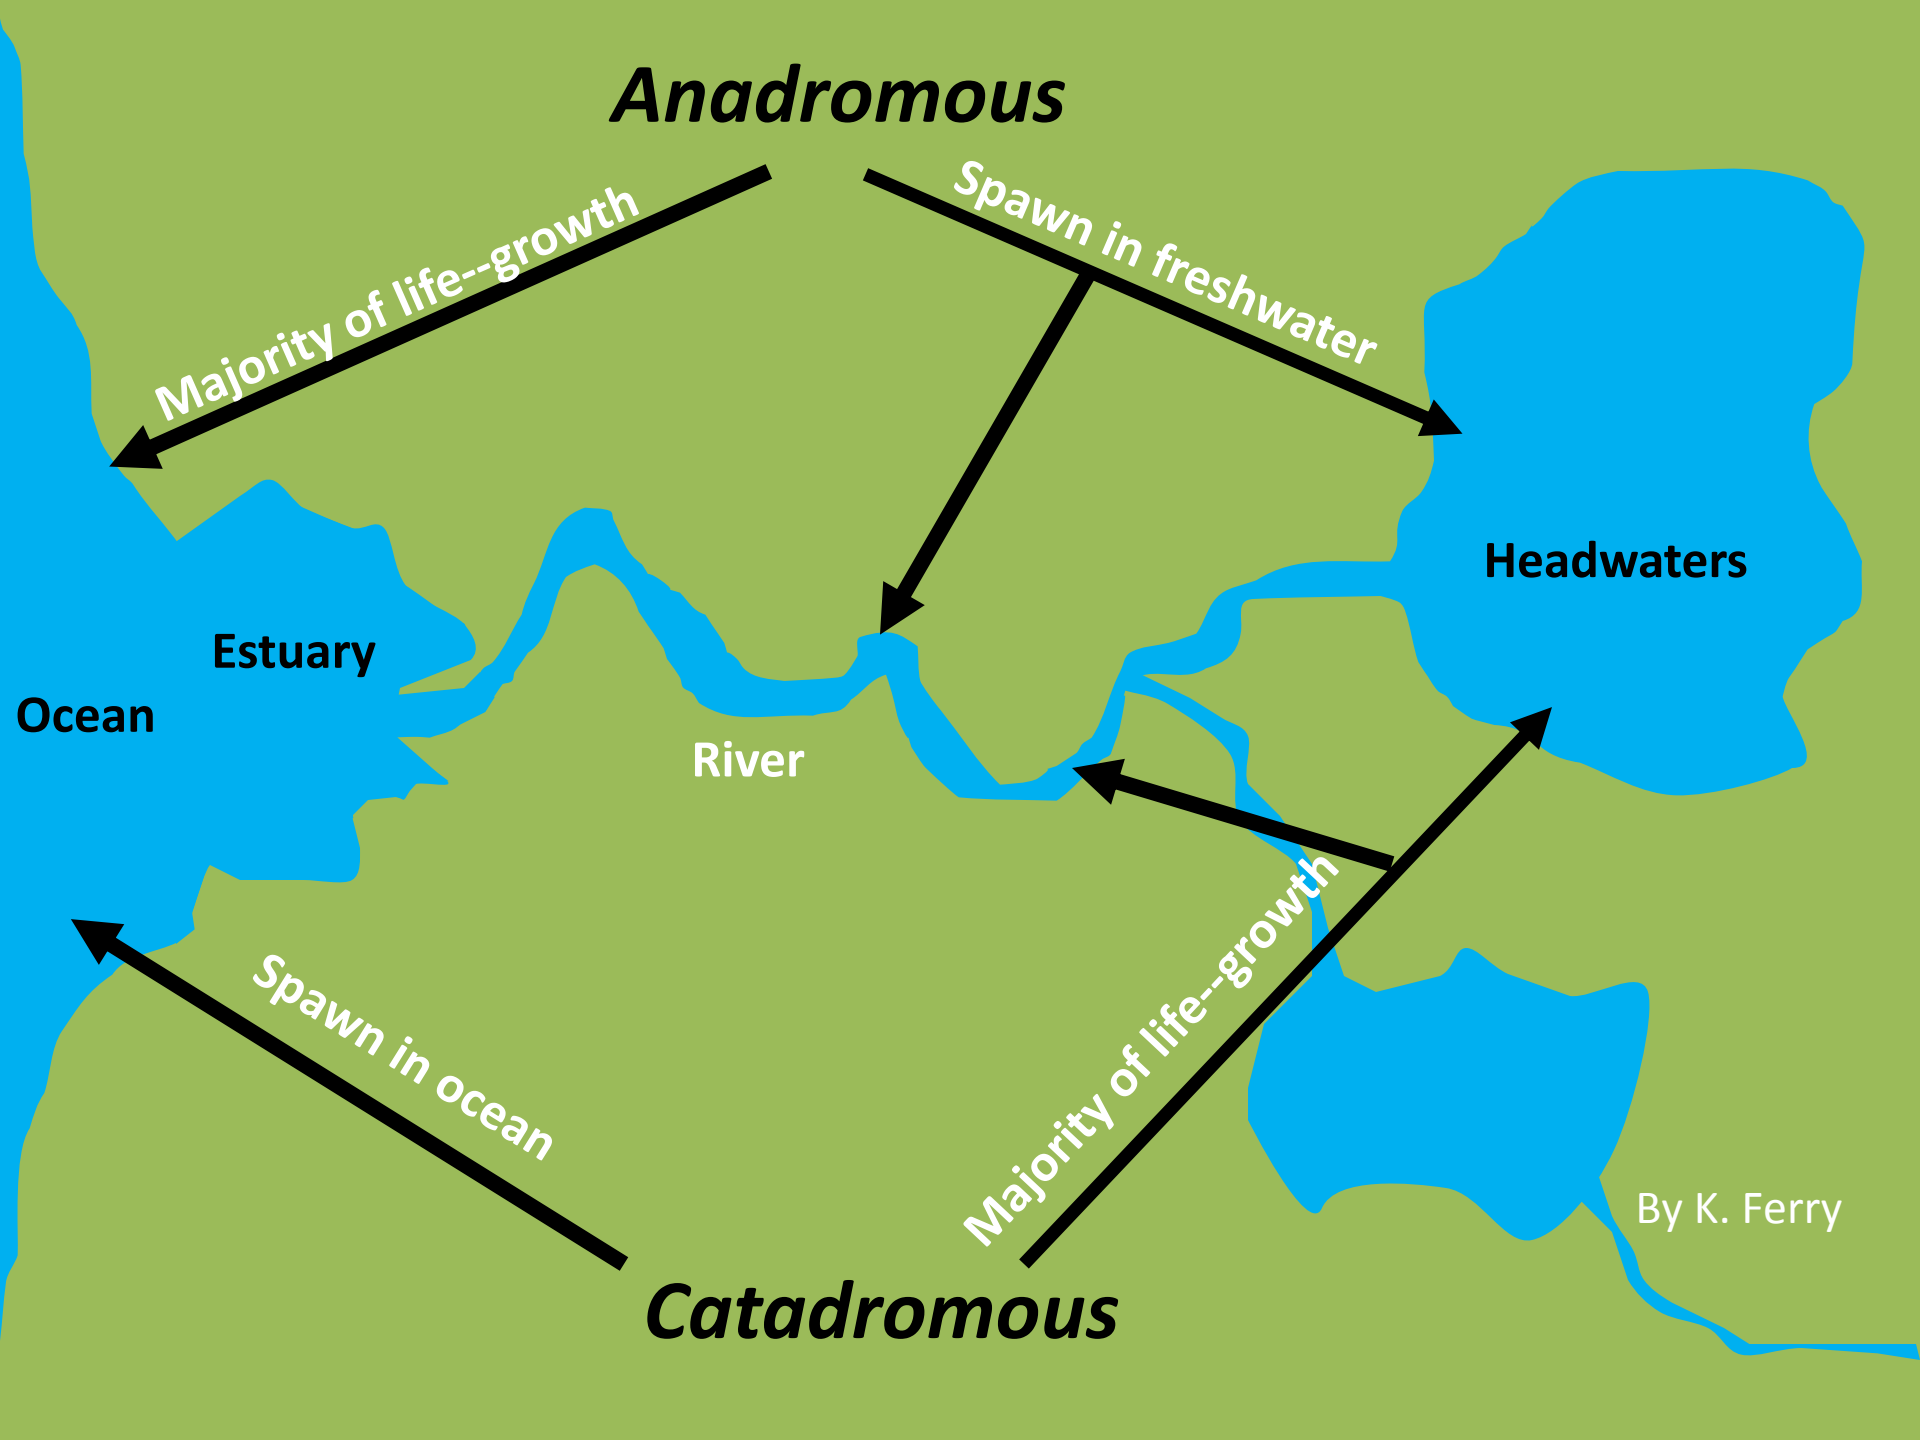 Anadromous
Majority of life--growth
Spawn in freshwater
Headwaters
Estuary
Ocean
River
Spawn in ocean
Majority of life--growth
By K. Ferry
Catadromous